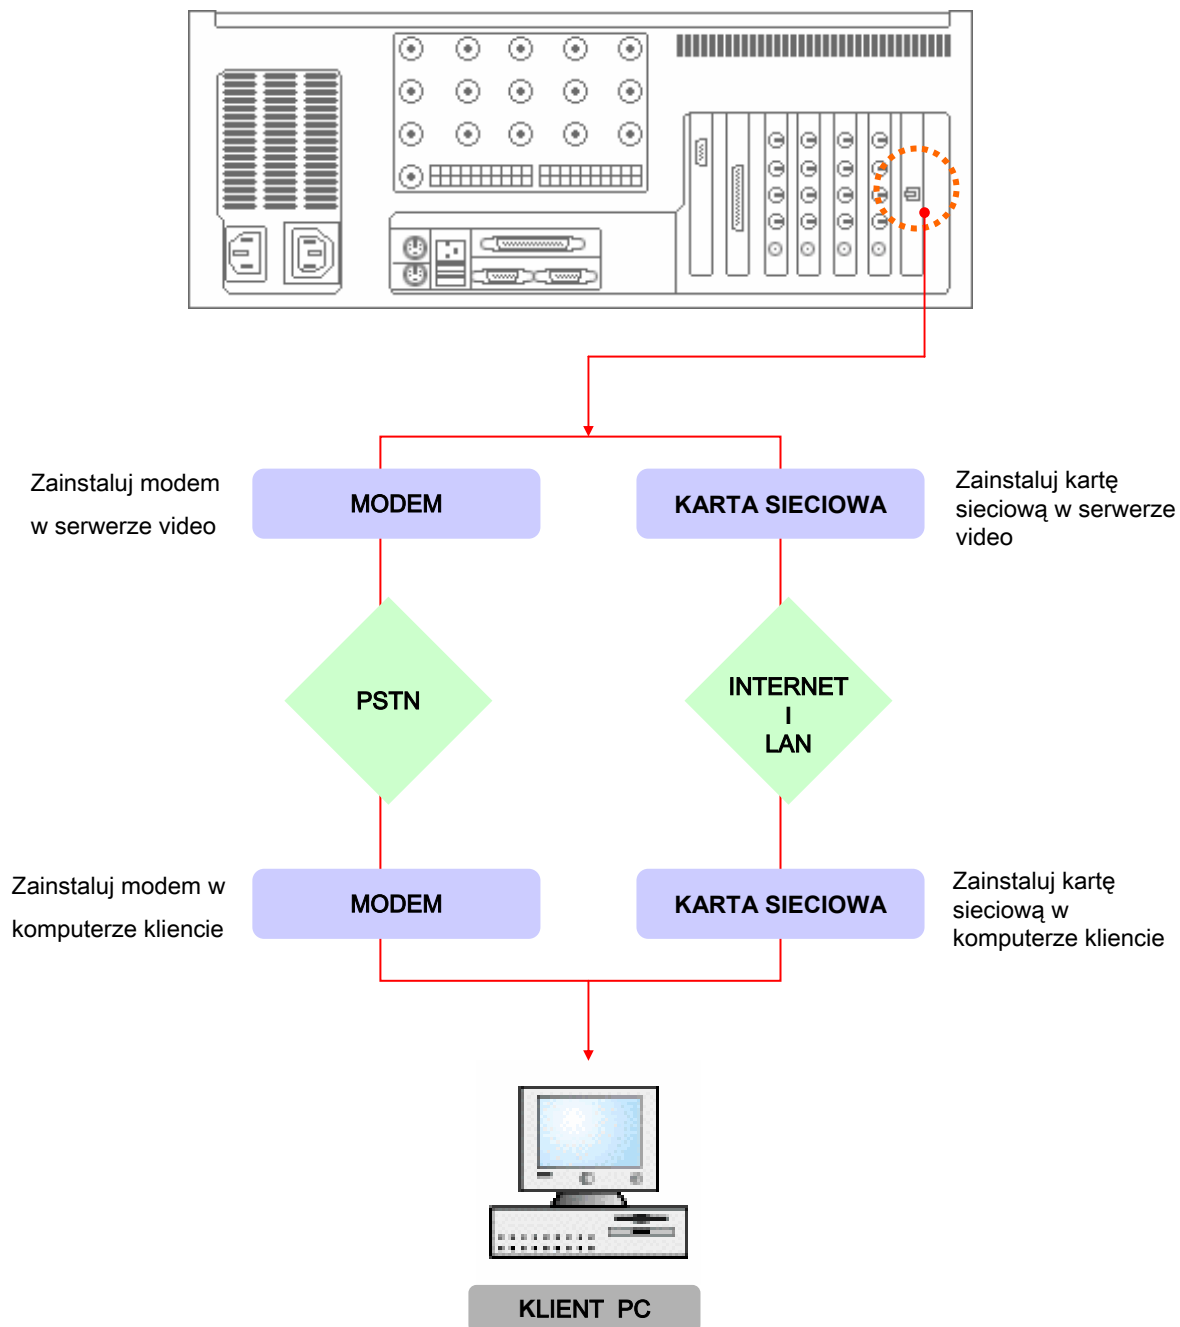 Zainstaluj modem
w serwerze video
MODEM
KARTA SIECIOWA
Zainstaluj kartę
sieciową w serwerze
video
PSTN
INTERNET
I
LAN
Zainstaluj modem w
komputerze kliencie
MODEM
KARTA SIECIOWA
Zainstaluj kartę
sieciową w
komputerze kliencie
KLIENT PC